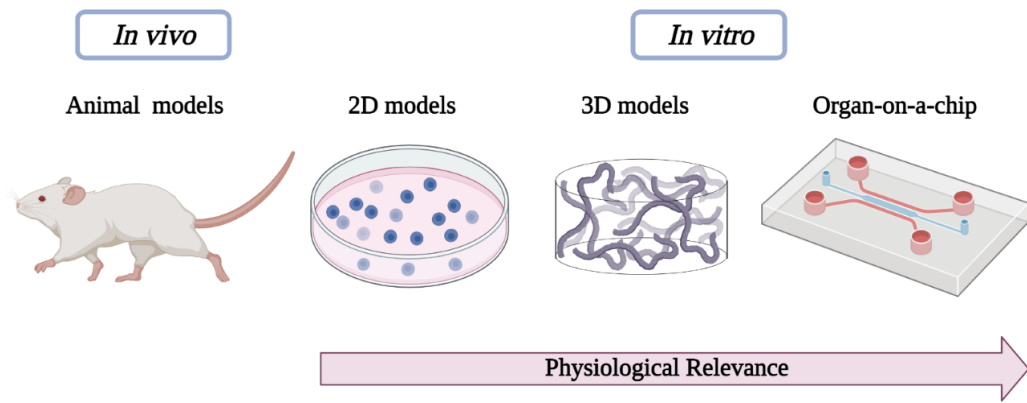 In vivo
In vitro
Animal models
2D models
3D models
Organ-on-a-chip
Physiological Relevance